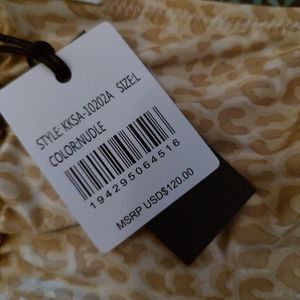 STYLE KKSA-10202A SIZE:L
COLOR:NUDLE
194295064516
MSRP USD$120.00